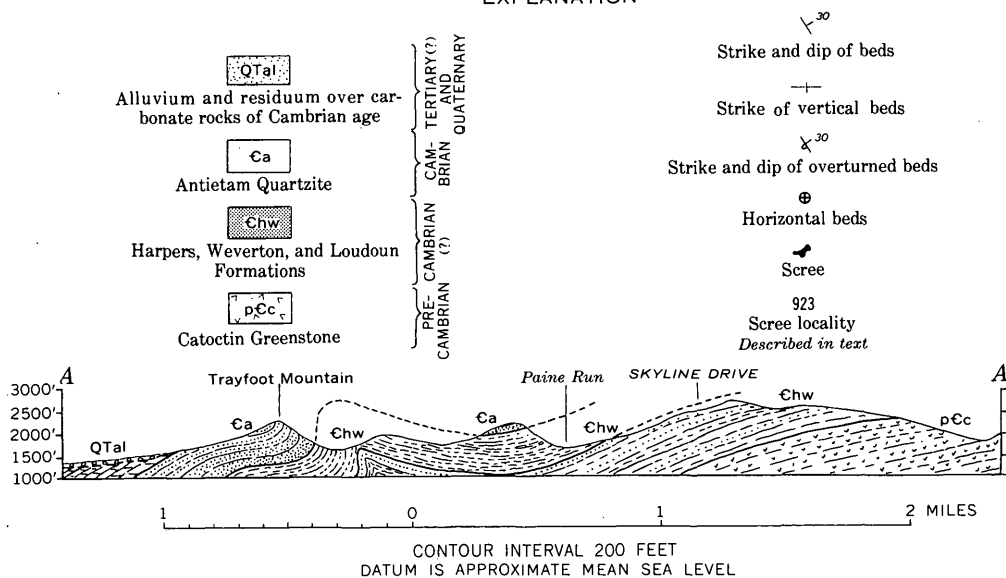 EXPLANATION
QTal
Alluvium and residuum over car-
bonate rocks of Cambrian age
TERTIARY(?)
AND
QUATERNARY
Ꞓa
Antietam Quartzite
CAM-
BRIAN
Ꞓhw
Harpers, Weverton, and Loudoun
Formations
CAMBRIAN
(?)
pꞒc
Catoctin Greenstone
PRE-
CAMBRIAN
30
Strike and dip of beds
Strike of vertical beds
30
Strike and dip of overturned beds
Horizontal beds
Scree
923
Scree locality
Described in text
A
Trayfoot Mountain
Paine Run
SKYLINE DRIVE
A
3000'
2500'
2000'
1500'
1000'
QTal
Ꞓa
Ꞓhw
Ꞓa
Ꞓhw
Ꞓhw
pꞒc
1 0 1 2 MILES
CONTOUR INTERVAL 200 FEET
DATUM IS APPROXIMATE MEAN SEA LEVEL